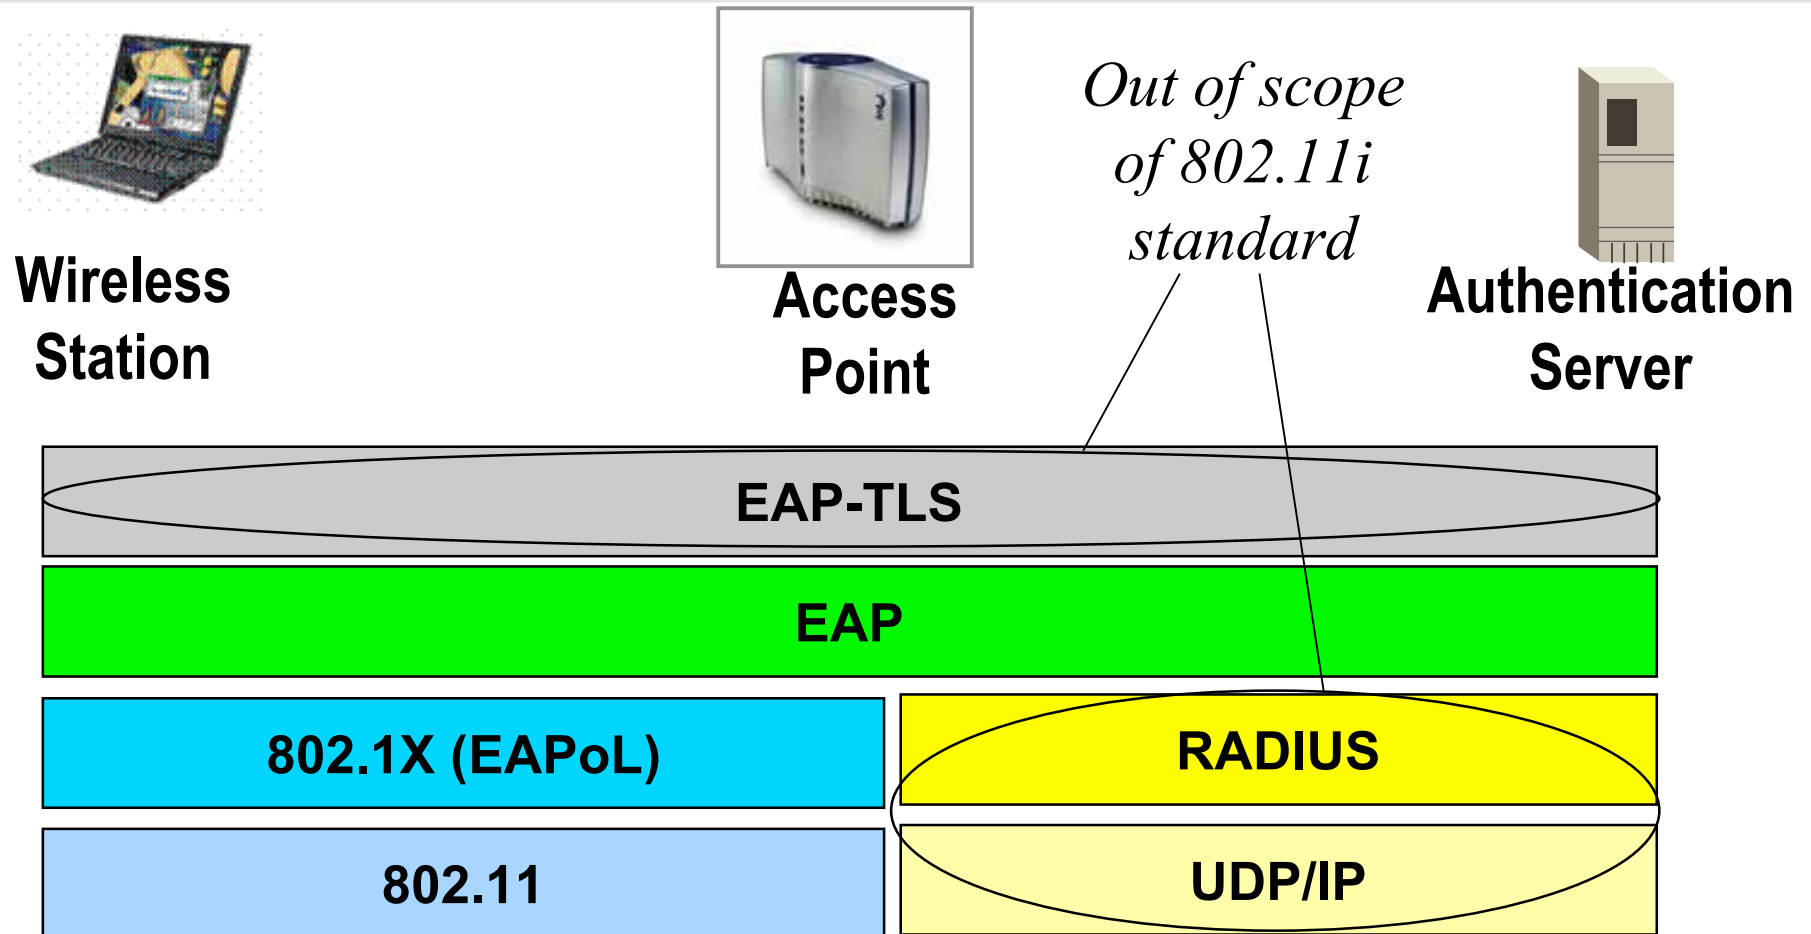 Out of scope
of 802.11i
standard
Wireless
Station
Access
Point
Authentication
Server
EAP-TLS
EAP
802.1X (EAPoL)
RADIUS
802.11
UDP/IP